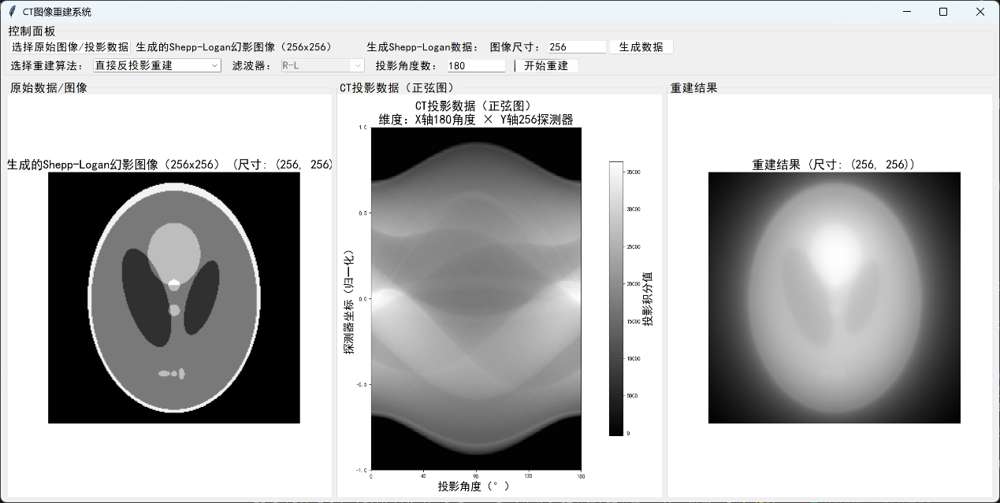 CT图像重建系统
控制面板
选择原始图像/投影数据 生成的Shepp-Logan幻影图像（256x256） 生成Shepp-Logan数据： 图像尺寸： 256 生成数据
选择重建算法： 直接反投影重建 滤波器： R-L 投影角度数： 180 开始重建
原始数据/图像
生成的Shepp-Logan幻影图像（256x256） (尺寸: (256, 256)
CT投影数据（正弦图）
CT投影数据（正弦图）
维度: X轴180角度 × Y轴256探测器
1.0
0.5
0.0
-0.5
-1.0
探测器坐标（归一化）
0 45 90 135 180
投影角度（°）
35000
30000
25000
20000
15000
10000
5000
0
投影积分值
重建结果
重建结果 (尺寸: (256, 256))